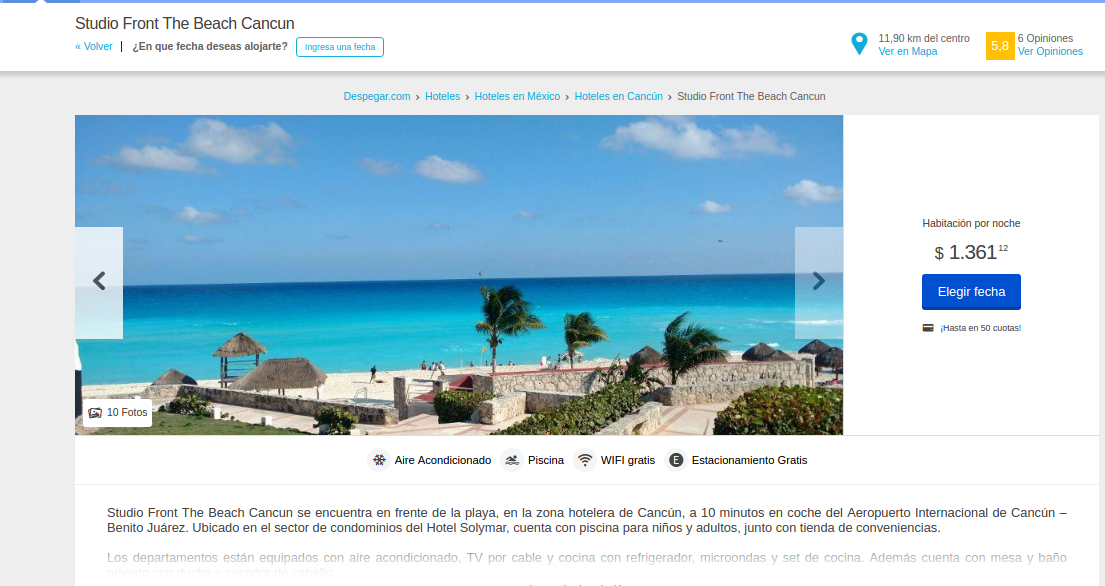 Studio Front The Beach Cancun
« Volver | ¿En que fecha deseas alojarte? Ingresa una fecha
11,90 km del centro
Ver en Mapa
5,8
6 Opiniones
Ver Opiniones
Despegar.com › Hoteles › Hoteles en México › Hoteles en Cancún › Studio Front The Beach Cancun
Habitación por noche
$ 1.361 12
Elegir fecha
¡Hasta en 50 cuotas!
10 Fotos
Aire Acondicionado Piscina WIFI gratis E Estacionamiento Gratis
Studio Front The Beach Cancun se encuentra en frente de la playa, en la zona hotelera de Cancún, a 10 minutos en coche del Aeropuerto Internacional de Cancún –
Benito Juárez. Ubicado en el sector de condominios del Hotel Solymar, cuenta con piscina para niños y adultos, junto con tienda de conveniencias.
Los departamentos están equipados con aire acondicionado, TV por cable y cocina con refrigerador, microondas y set de cocina. Además cuenta con mesa y baño
privado con ducha y secador de cabello.